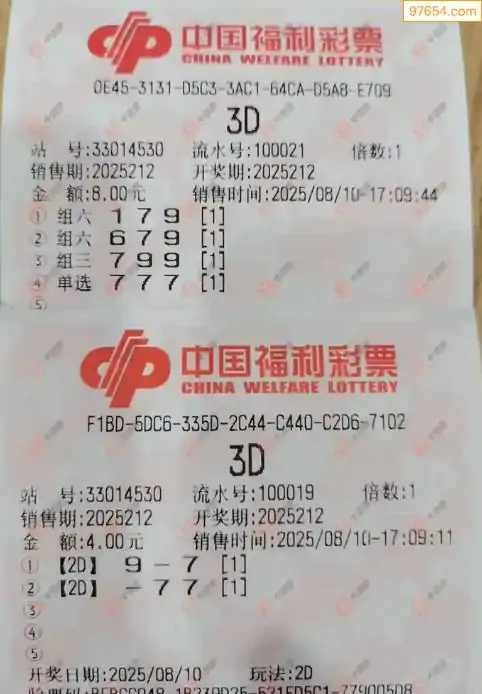 97654.com
中国福利彩票
CHINA WELFARE LOTTERY
0E45-3131-D5C3-3AC1-64CA-D5A8-E709
3D
站 号:33014530 流水号:100021 倍数:1
销售期:2025212 开奖期:2025212
金 额:8.00元 销售时间:2025/08/10-17:09:44
① 组六 1 7 9 [1]
② 组六 6 7 9 [1]
③ 组三 7 9 9 [1]
④ 单选 7 7 7 [1]
⑤
中国福利彩票
CHINA WELFARE LOTTERY
F1BD-5DC6-335D-2C44-C440-C2D6-7102
3D
站 号:33014530 流水号:100019 倍数:1
销售期:2025212 开奖期:2025212
金 额:4.00元 销售时间:2025/08/10-17:09:11
① 【2D】 9 - 7 [1]
② 【2D】 - 7 7 [1]
③
④
⑤
开奖日期:2025/08/10 玩法:2D